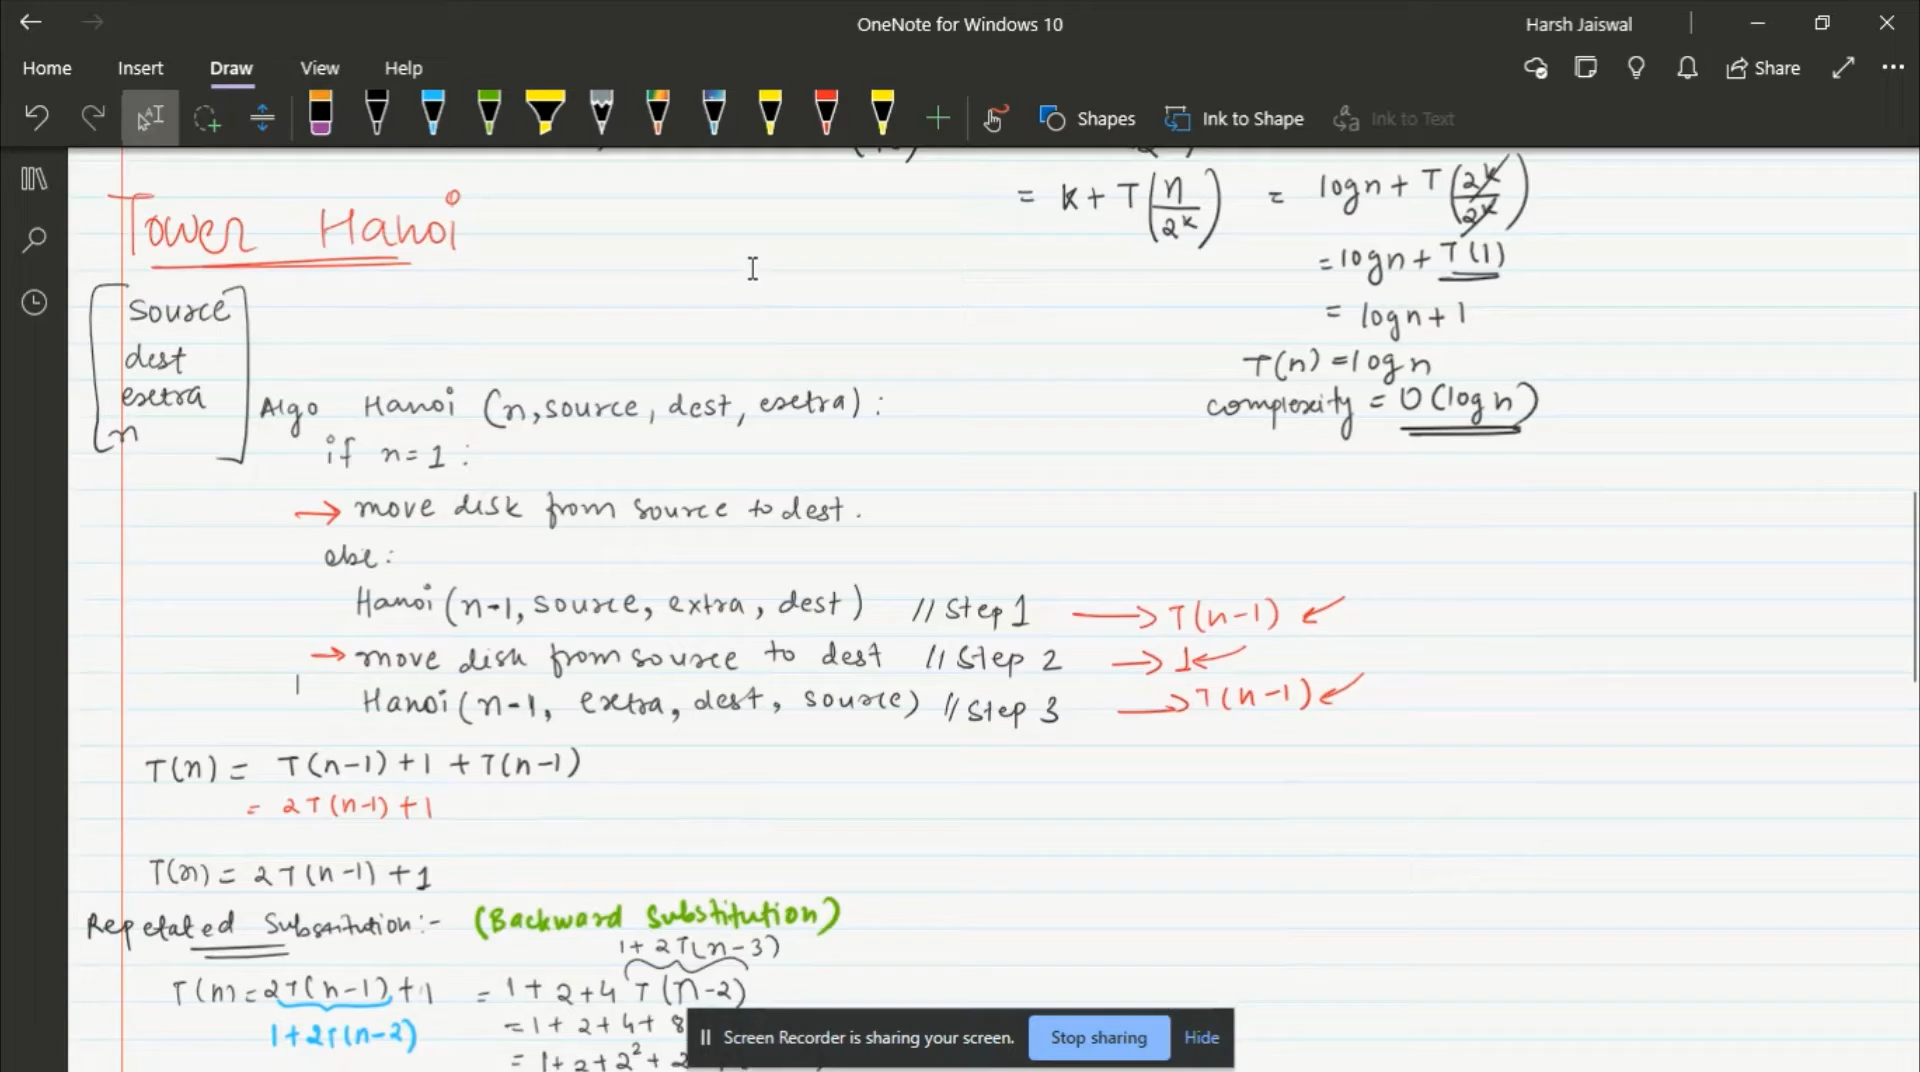 OneNote for Windows 10
Harsh Jaiswal
Home Insert Draw View Help
Share
Shapes Ink to Shape Ink to Text
Tower Hanoi
source
dest
extra
n
Algo Hanoi (n, source, dest, extra) :
if n = 1 :
→ move disk from source to dest.
else :
Hanoi (n-1, source, extra, dest) // Step 1 → T(n-1) ✓
→ move disk from source to dest // Step 2 → 1 ✓
Hanoi (n-1, extra, dest, source) // Step 3 → T(n-1) ✓
T(n) = T(n-1) + 1 + T(n-1)
= 2T(n-1) + 1
T(n) = 2T(n-1) + 1
Repetated Subsitution :- (Backward Substitution)
1 + 2T(n-3)
T(n) = 2T(n-1) + 1 = 1 + 2 + 4 T(n-2)
1 + 2T(n-2)
= 1 + 2 + 4 + 8
= 1 + 2 + 2² + 2
= k + T(n/2^k) = log n + T(2^k/2^k)
= log n + T(1)
= log n + 1
T(n) = log n
complexity = O(log n)
Screen Recorder is sharing your screen. Stop sharing Hide